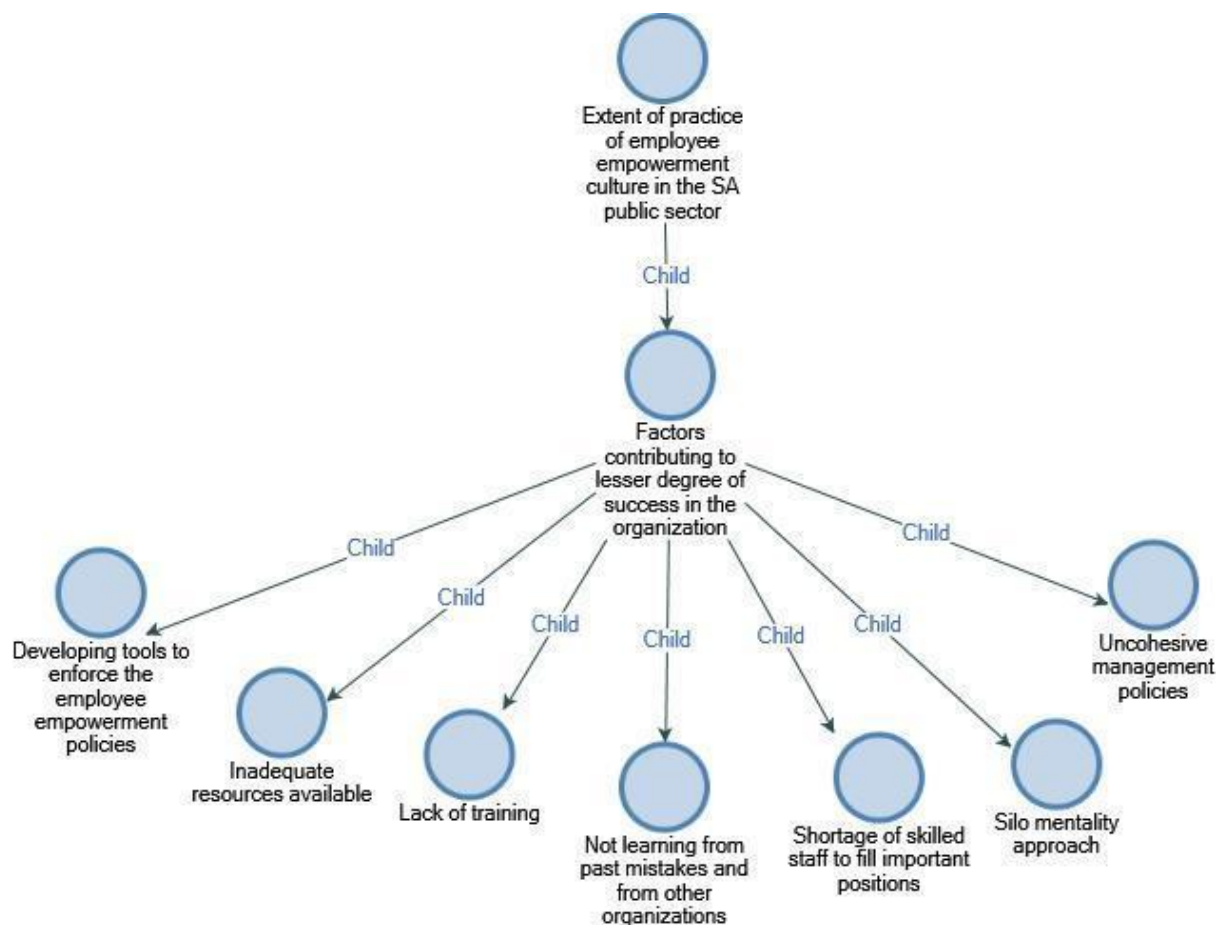 Extent of practice
of employee
empowerment
culture in the SA
public sector
Child
Factors
contributing to
lesser degree of
success in the
organization
Child
Child
Child
Child
Child
Child
Child
Developing tools to
enforce the
employee
empowerment
policies
Inadequate
resources available
Lack of training
Not learning from
past mistakes and
from other
organizations
Shortage of skilled
staff to fill important
positions
Silo mentality
approach
Uncohesive
management
policies